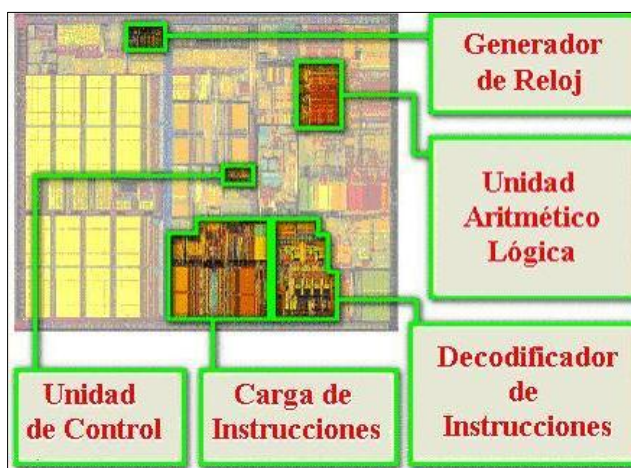 Generador
de Reloj
Unidad
Aritmético
Lógica
Unidad
de Control
Carga de
Instrucciones
Decodificador
de
Instrucciones